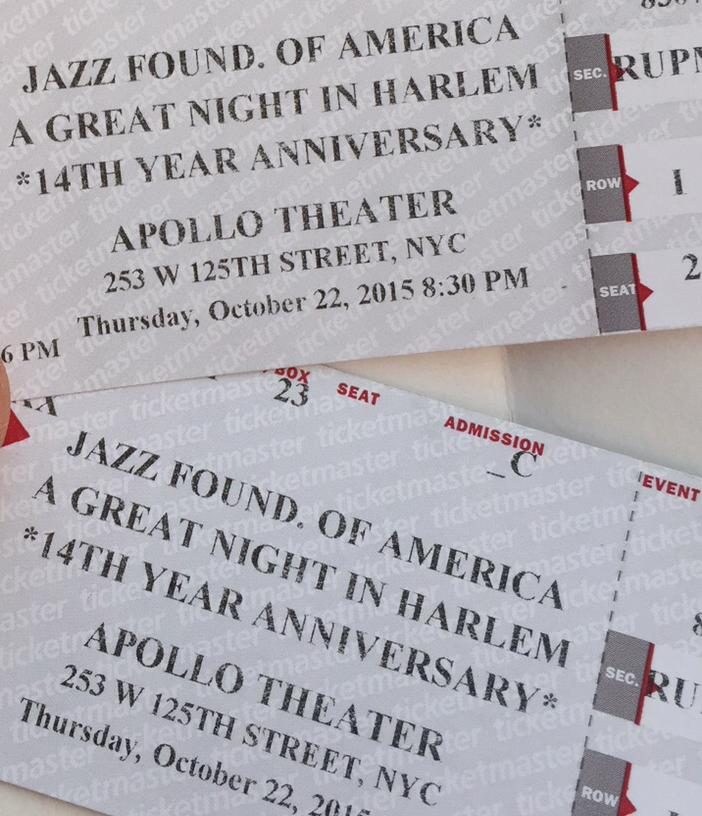 JAZZ FOUND. OF AMERICA
A GREAT NIGHT IN HARLEM
*14TH YEAR ANNIVERSARY*
APOLLO THEATER
253 W 125TH STREET, NYC
Thursday, October 22, 2015 8:30 PM
6 PM
SEC.
ROW 1
SEAT 2
BOX
23
SEAT
ADMISSION
_C
EVENT
JAZZ FOUND. OF AMERICA
A GREAT NIGHT IN HARLEM
*14TH YEAR ANNIVERSARY*
APOLLO THEATER
253 W 125TH STREET, NYC
Thursday, October 22, 2015
SEC.
ROW
ticketmaster